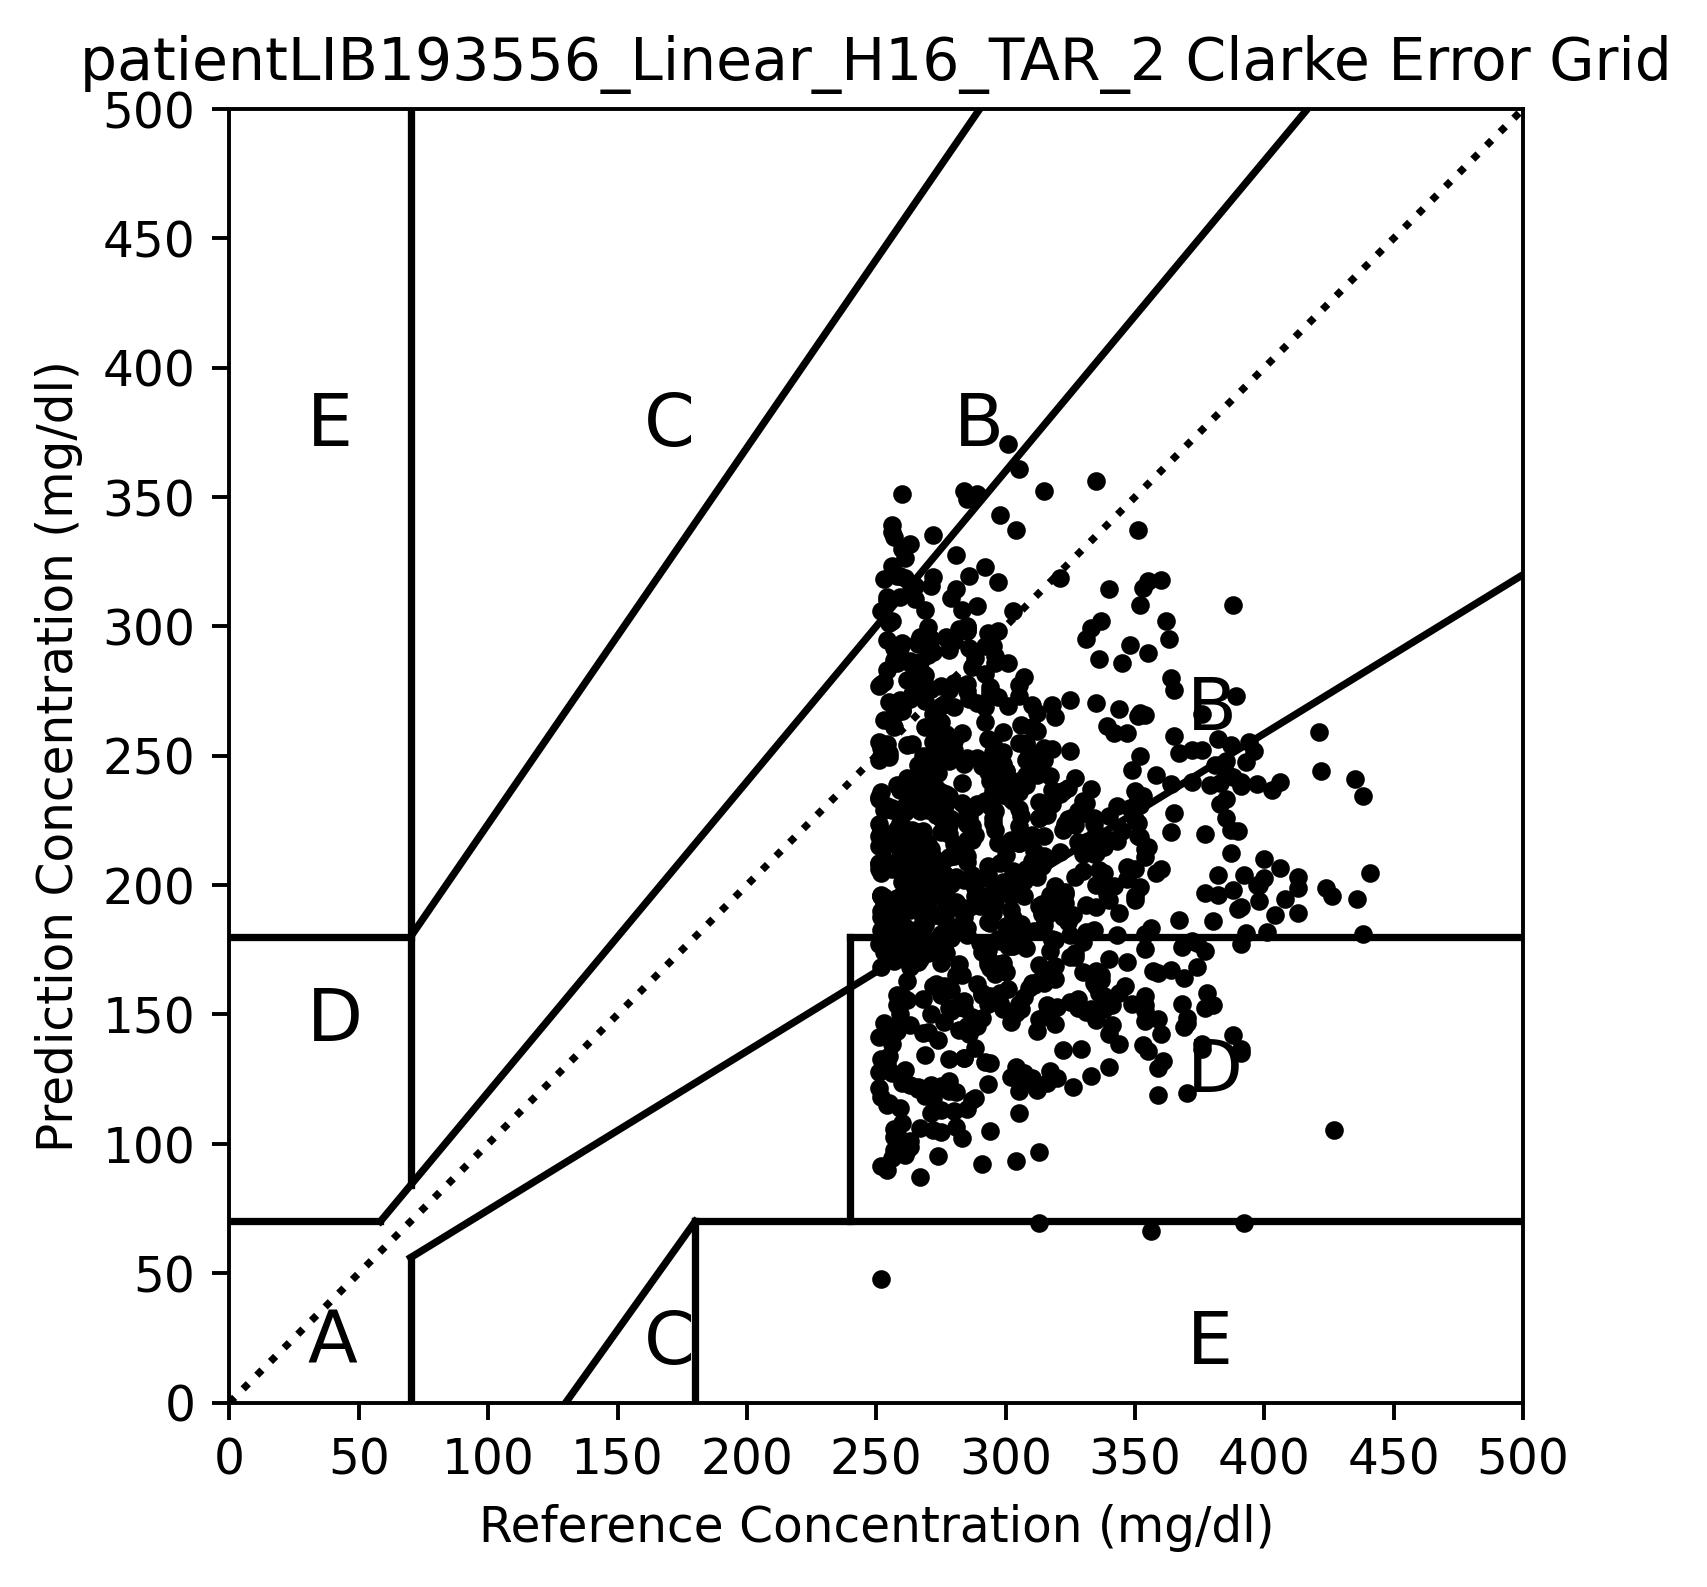 patientLIB193556_Linear_H16_TAR_2 Clarke Error Grid
500
450
400
350
300
250
200
150
100
50
0
Prediction Concentration (mg/dl)
E
C
B
B
D
D
A
C
E
0
50
100
150
200
250
300
350
400
450
500
Reference Concentration (mg/dl)